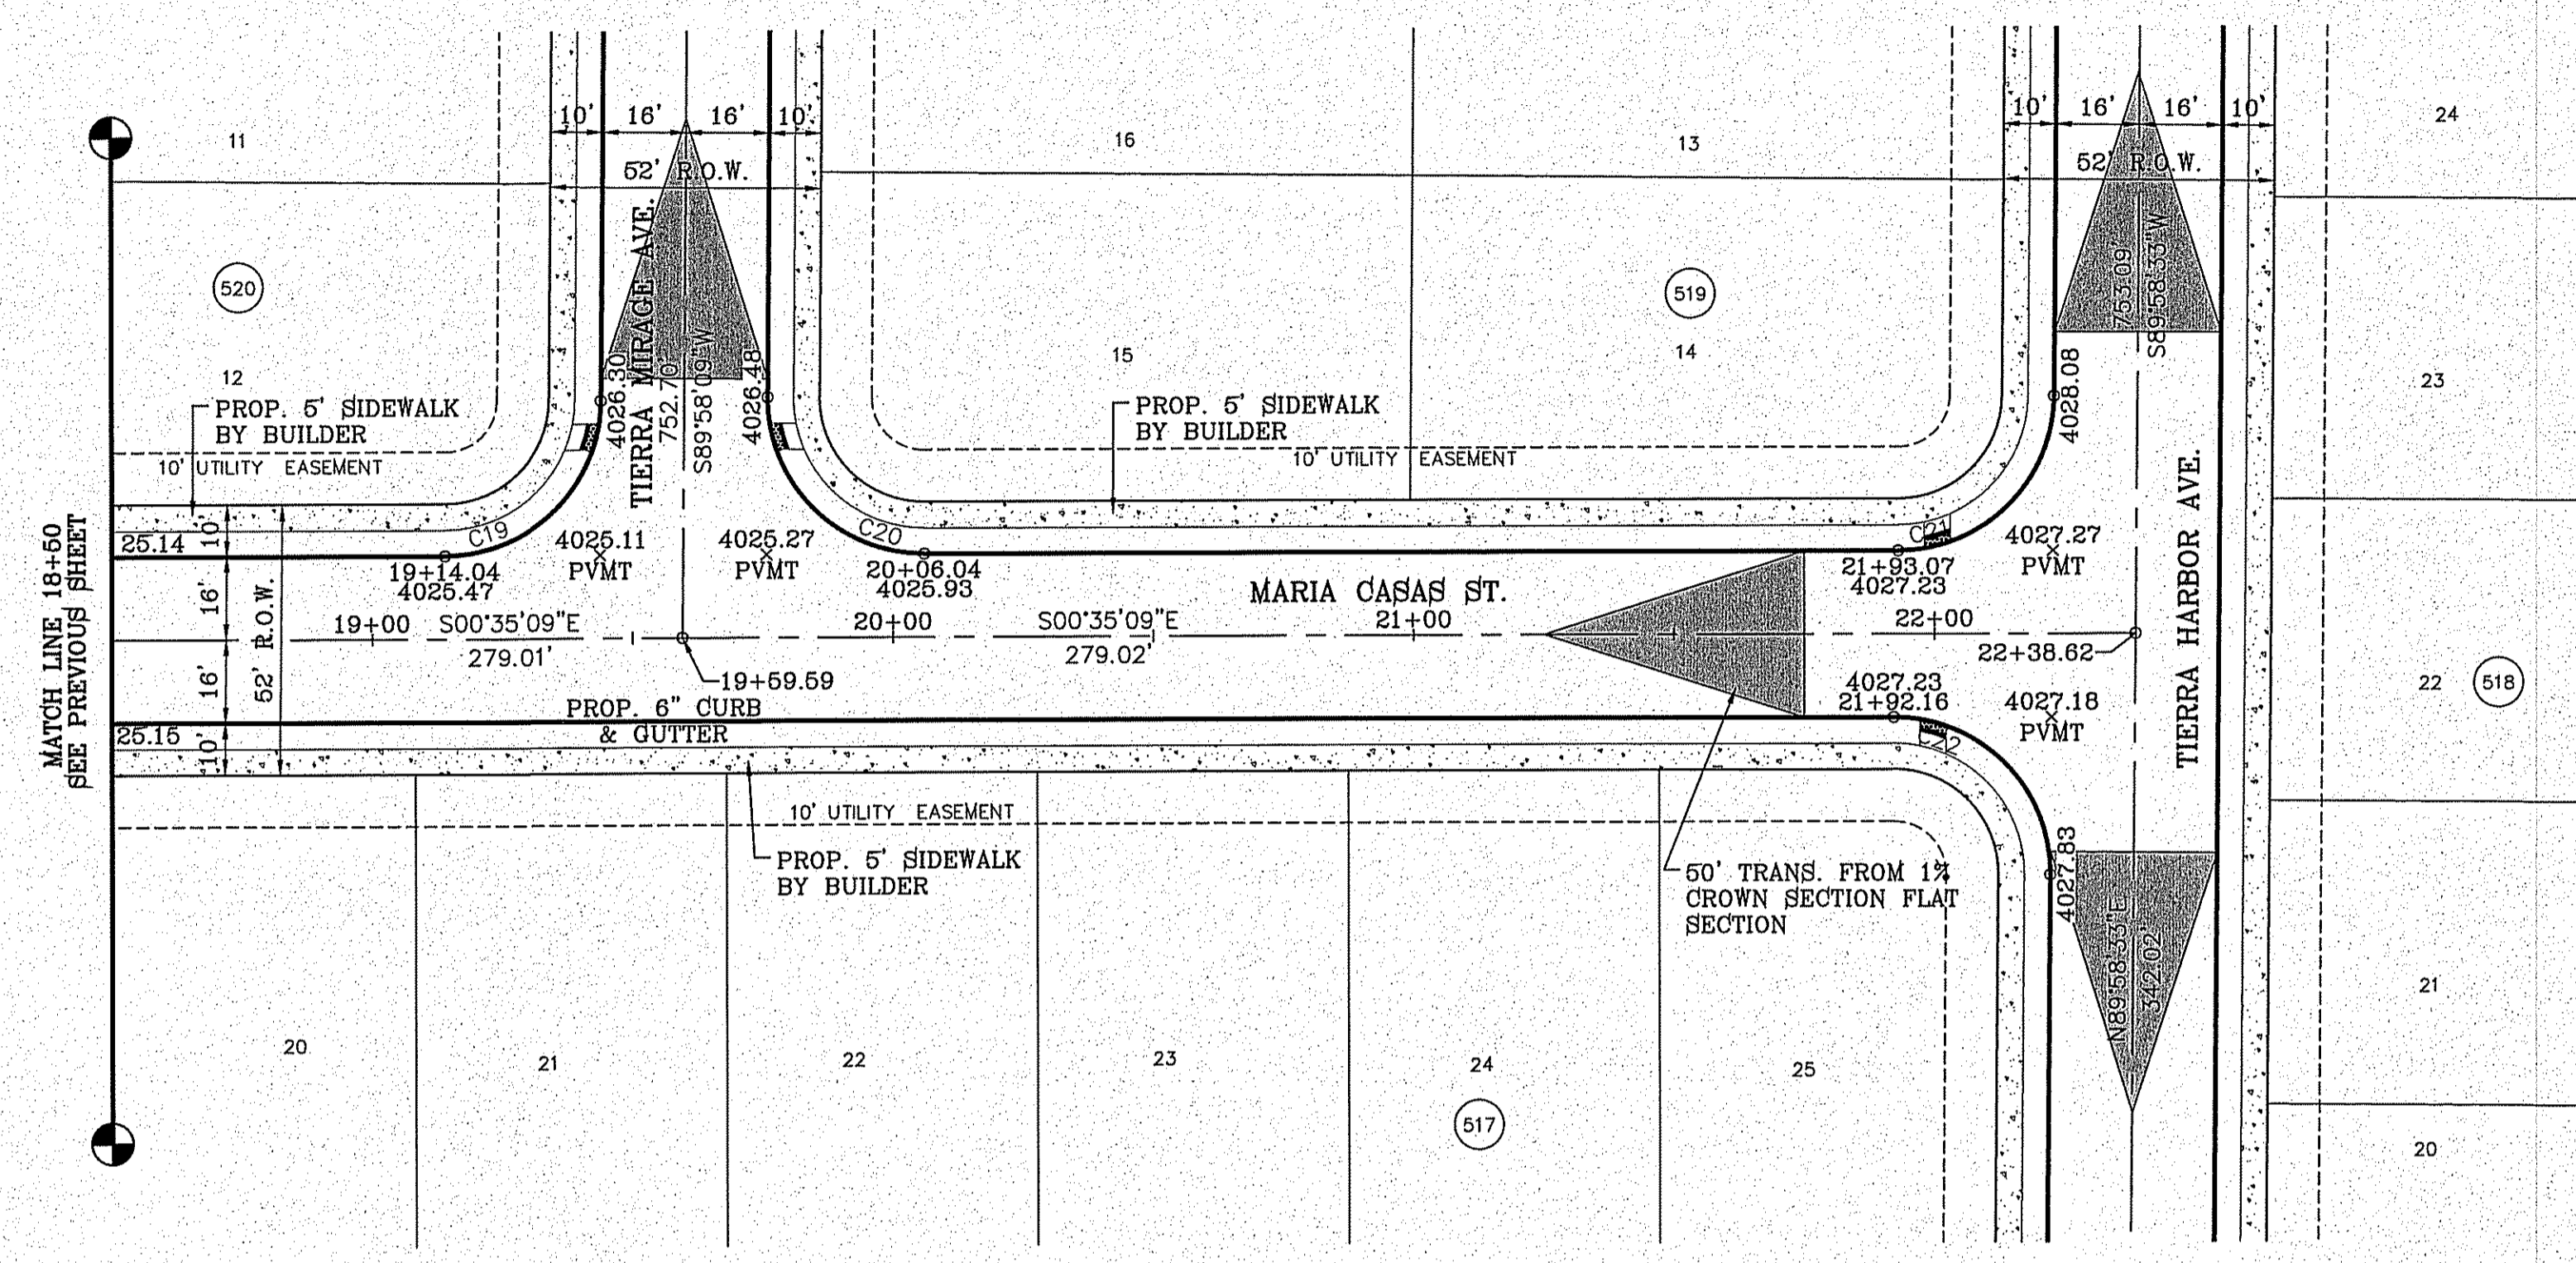 10' 16' 16' 10'
52' R.O.W.
10' 16' 16' 10'
52' R.O.W.
11
16
13
24
520
519
12
15
14
23
PROP. 5' SIDEWALK
BY BUILDER
10' UTILITY EASEMENT
TIERRA MIRAGE AVE.
752.70'
S89°58'09"W
4026.30
4026.48
PROP. 5' SIDEWALK
BY BUILDER
10' UTILITY EASEMENT
753.09'
S89°58'33"W
4028.08
TIERRA HARBOR AVE.
MATCH LINE 18+50
SEE PREVIOUS SHEET
25.14
10'
16'
16'
10'
52' R.O.W.
25.15
C19
19+14.04
4025.47
4025.11
PVMT
4025.27
PVMT
C20
20+06.04
4025.93
MARIA CASAS ST.
C21
21+93.07
4027.23
4027.27
PVMT
19+00
S00°35'09"E
279.01'
20+00
S00°35'09"E
279.02'
21+00
22+00
22+38.62
19+59.59
PROP. 6" CURB
& GUTTER
4027.23
21+92.16
4027.18
PVMT
C22
22
518
10' UTILITY EASEMENT
PROP. 5' SIDEWALK
BY BUILDER
50' TRANS. FROM 1%
CROWN SECTION FLAT
SECTION
4027.83
N89°58'33"E
342.02'
21
20
21
22
23
24
25
517
20